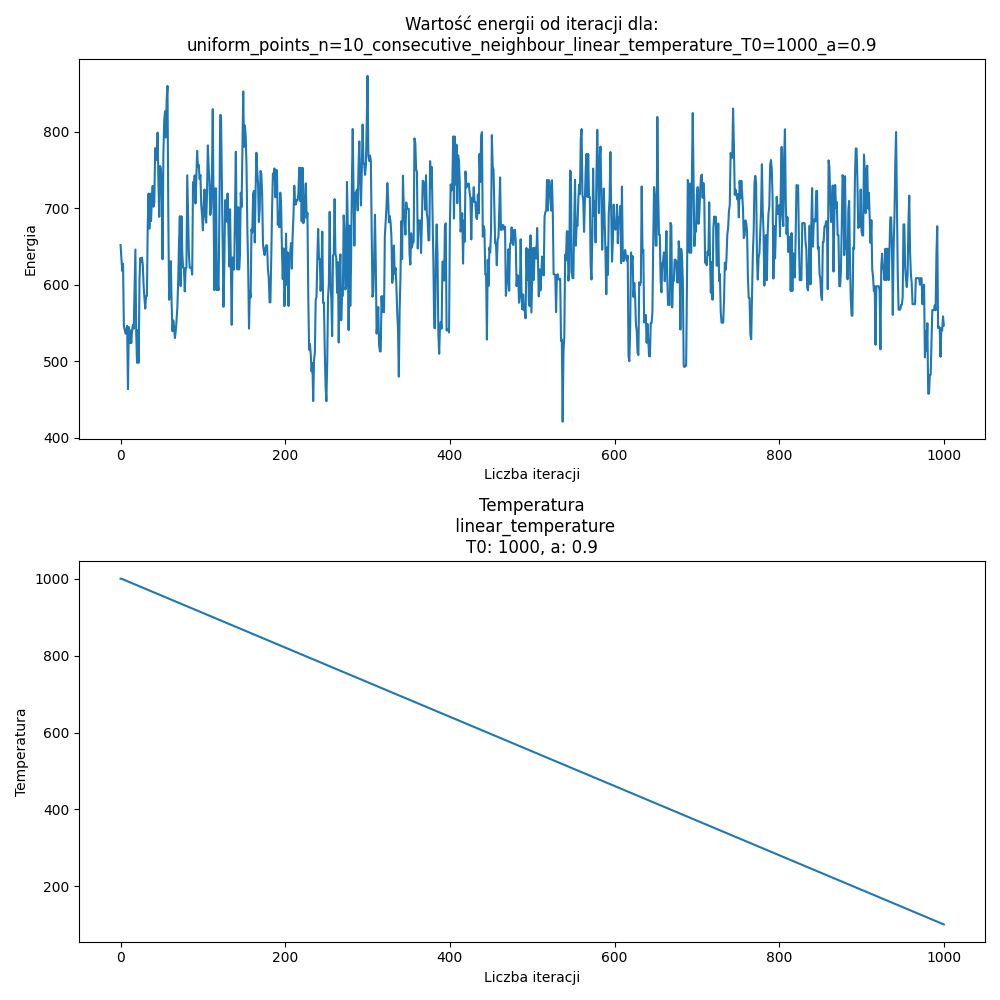 Wartość energii od iteracji dla:
uniform_points_n=10_consecutive_neighbour_linear_temperature_T0=1000_a=0.9
800
700
600
500
400
Energia
0 200 400 600 800 1000
Liczba iteracji
Temperatura
linear_temperature
T0: 1000, a: 0.9
1000
800
600
400
200
Temperatura
0 200 400 600 800 1000
Liczba iteracji